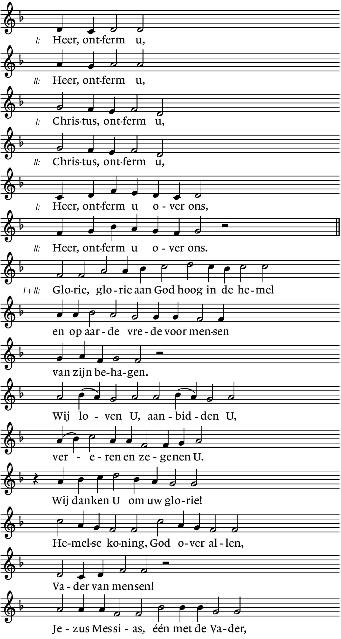 I: Heer, ont-ferm u,
II: Heer, ont-ferm u,
I: Chris-tus, ont-ferm u,
II: Chris-tus, ont-ferm u,
I: Heer, ont-ferm u o-ver ons,
II: Heer, ont-ferm u o-ver ons.
I + II: Glo-rie, glo-rie aan God hoog in de he-mel
en op aar-de vre-de voor men-sen
van zijn be-ha-gen.
Wij lo-ven U, aan-bid-den U,
ver-e-ren en ze-genen U.
Wij danken U om uw glo-rie!
He-mel-se ko-ning, God o-ver al-len,
Va-der van mensen!
Je-zus Mes-si-as, één met de Va-der,